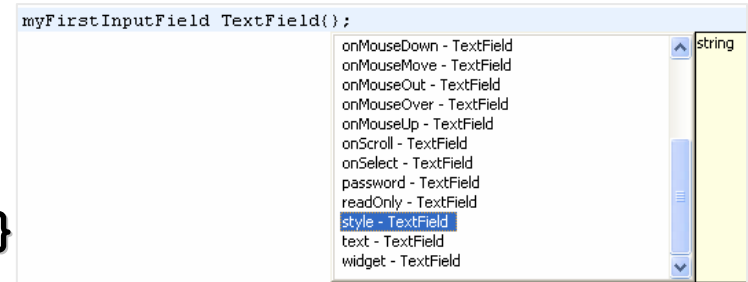 myFirstInputField TextField{};
onMouseDown - TextField
string
onMouseMove - TextField
onMouseOut - TextField
onMouseOver - TextField
onMouseUp - TextField
onScroll - TextField
onSelect - TextField
password - TextField
readOnly - TextField
style - TextField
}
text - TextField
widget - TextField